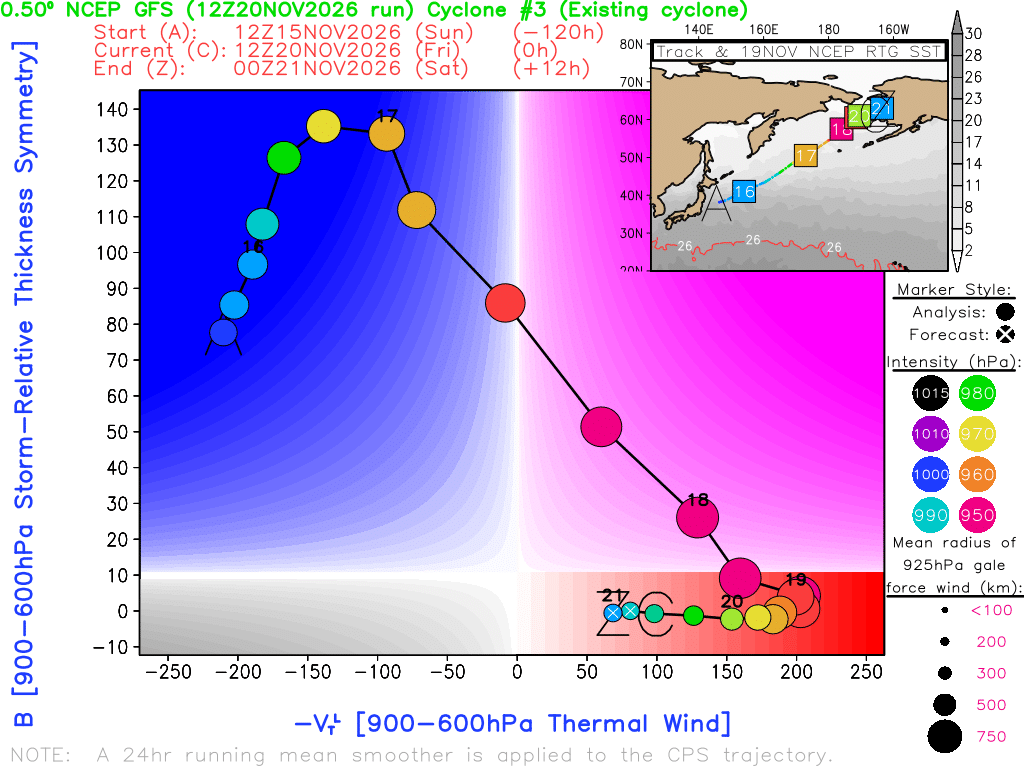 0.50° NCEP GFS (12Z20NOV2026 run) Cyclone #3 (Existing cyclone)
Start (A): 12Z15NOV2026 (Sun) (−120h)
Current (C): 12Z20NOV2026 (Fri) (0h)
End (Z): 00Z21NOV2026 (Sat) (+12h)
140E 160E 180 160W
80N
Track & 19NOV NCEP RTG SST
70N
60N
50N
40N
30N
20N
A
16
17
18
20
21
26 26 26
30
28
26
23
20
17
14
11
8
5
2
B [900−600hPa Storm−Relative Thickness Symmetry]
140
130
120
110
100
90
80
70
60
50
40
30
20
10
0
−10
17
16
A
18
19
20
21
Z
C
−250 −200 −150 −100 −50 0 50 100 150 200 250
−VTL [900−600hPa Thermal Wind]
Marker Style:
Analysis:
Forecast:
Intensity (hPa):
1015 980
1010 970
1000 960
990 950
Mean radius of
925hPa gale
force wind (km):
<100
200
300
500
750
NOTE: A 24hr running mean smoother is applied to the CPS trajectory.